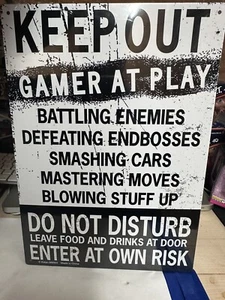 KEEP OUT
GAMER AT PLAY
BATTLING ENEMIES
DEFEATING ENDBOSSES
SMASHING CARS
MASTERING MOVES
BLOWING STUFF UP
DO NOT DISTURB
LEAVE FOOD AND DRINKS AT DOOR
ENTER AT OWN RISK